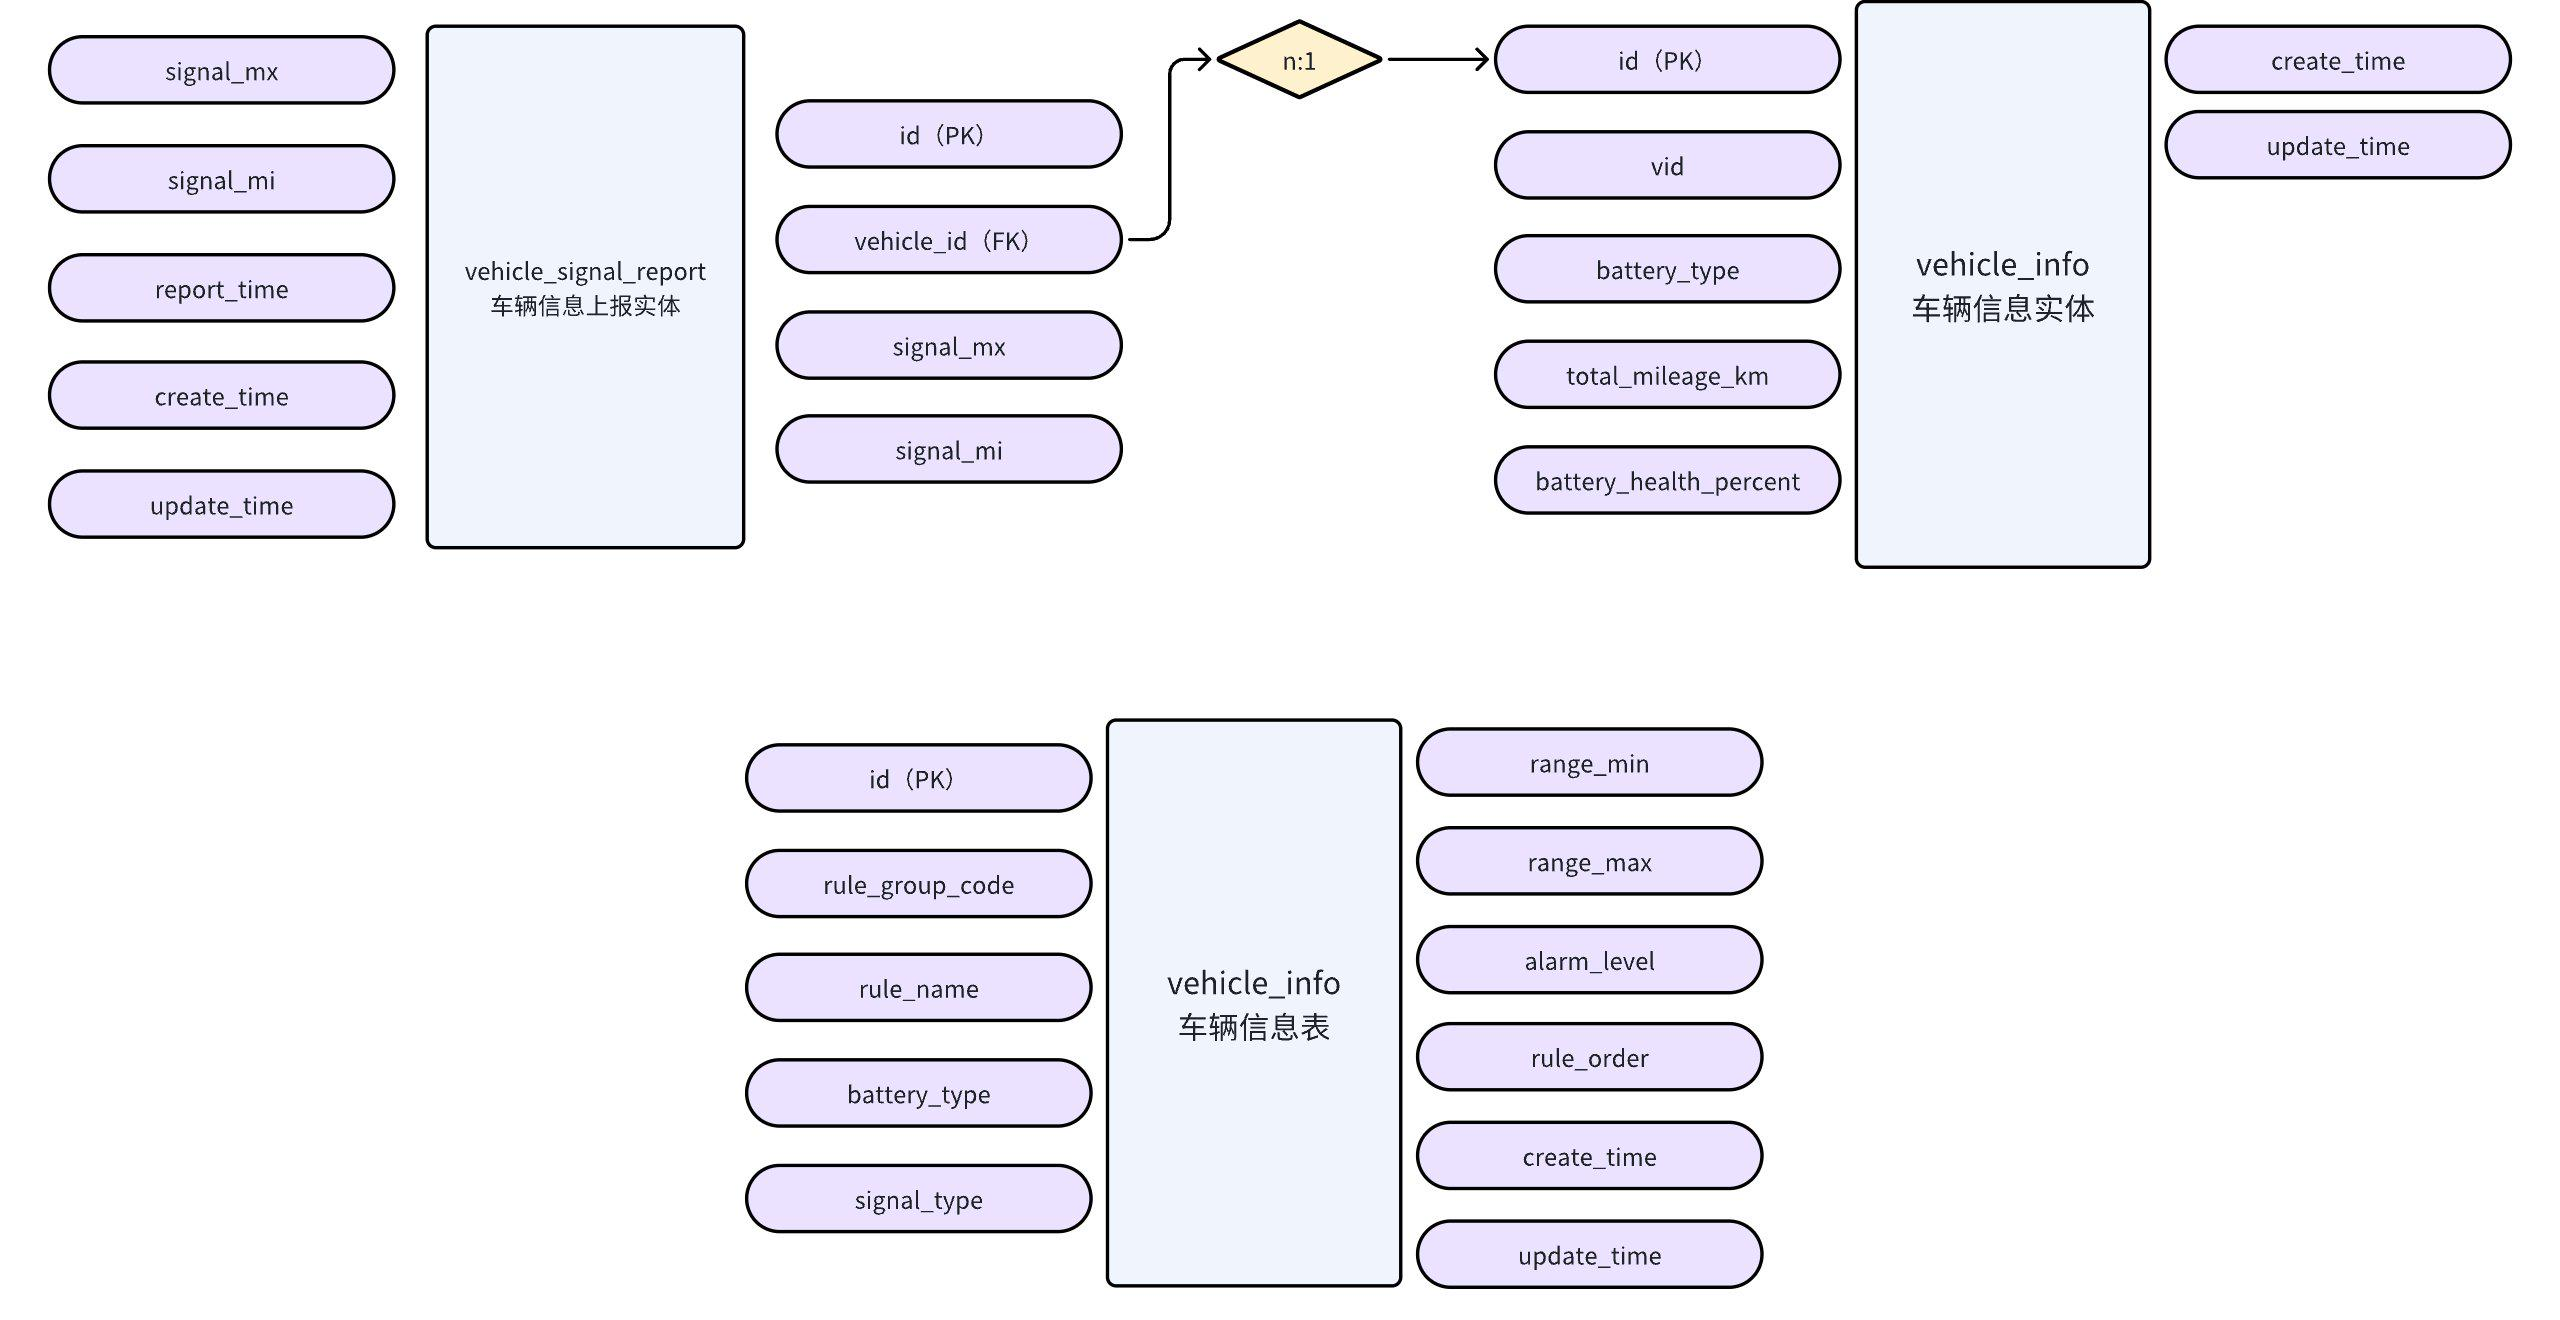 signal_mx
signal_mi
report_time
create_time
update_time
vehicle_signal_report
车辆信息上报实体
id（PK）
vehicle_id（FK）
signal_mx
signal_mi
n:1
id（PK）
vid
battery_type
total_mileage_km
battery_health_percent
vehicle_info
车辆信息实体
create_time
update_time
id（PK）
rule_group_code
rule_name
battery_type
signal_type
vehicle_info
车辆信息表
range_min
range_max
alarm_level
rule_order
create_time
update_time